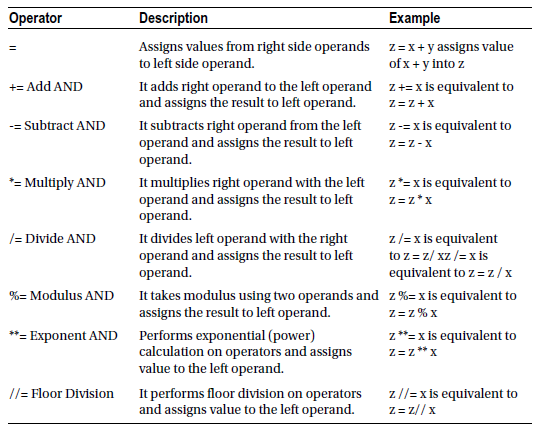 Operator Description Example
= Assigns values from right side operands z = x + y assigns value
to left side operand. of x + y into z
+= Add AND It adds right operand to the left operand z += x is equivalent to
and assigns the result to left operand. z = z + x
-= Subtract AND It subtracts right operand from the left z -= x is equivalent to
operand and assigns the result to left z = z - x
operand.
*= Multiply AND It multiplies right operand with the left z *= x is equivalent to
operand and assigns the result to left z = z * x
operand.
/= Divide AND It divides left operand with the right z /= x is equivalent
operand and assigns the result to left to z = z/ xz /= x is
operand. equivalent to z = z / x
%= Modulus AND It takes modulus using two operands and z %= x is equivalent to
assigns the result to left operand. z = z % x
**= Exponent AND Performs exponential (power) z **= x is equivalent to
calculation on operators and assigns z = z ** x
value to the left operand.
//= Floor Division It performs floor division on operators z //= x is equivalent to
and assigns value to the left operand. z = z// x